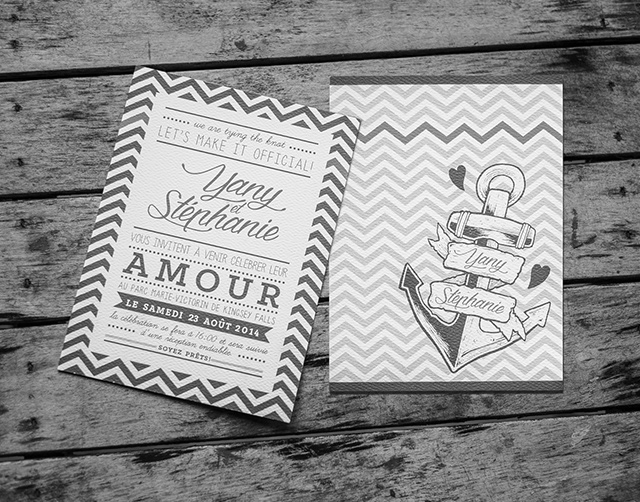 we are tying the knot
LET'S MAKE IT OFFICIAL!
Yany
et
Stéphanie
VOUS INVITENT À VENIR CÉLÉBRER LEUR
AMOUR
AU PARC MARIE-VICTORIN DE KINGSEY FALLS
LE SAMEDI 23 AOÛT 2014
la célébration se fera à 16:00 et sera suivie
d'une réception endiablée.
SOYEZ PRÊTS!
Yany
Stéphanie